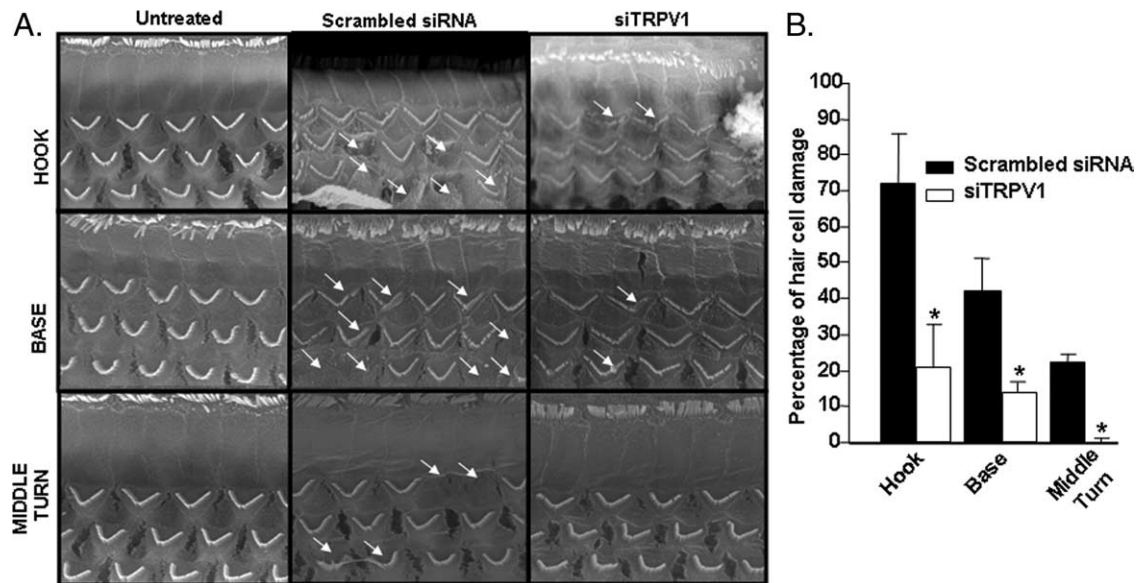 A.
Untreated
Scrambled siRNA
siTRPV1
HOOK
BASE
MIDDLE
TURN
B.
Percentage of hair cell damage
100
90
80
70
60
50
40
30
20
10
0
Scrambled siRNA
siTRPV1
*
*
*
Hook
Base
Middle
Turn